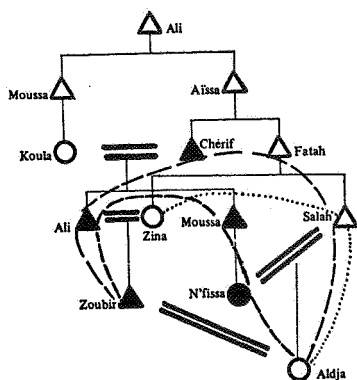 Ali
Moussa
Aïssa
Koula
Chérif
Fatah
Ali
Zina
Moussa
Salah
Zoubir
N'fissa
Aldja